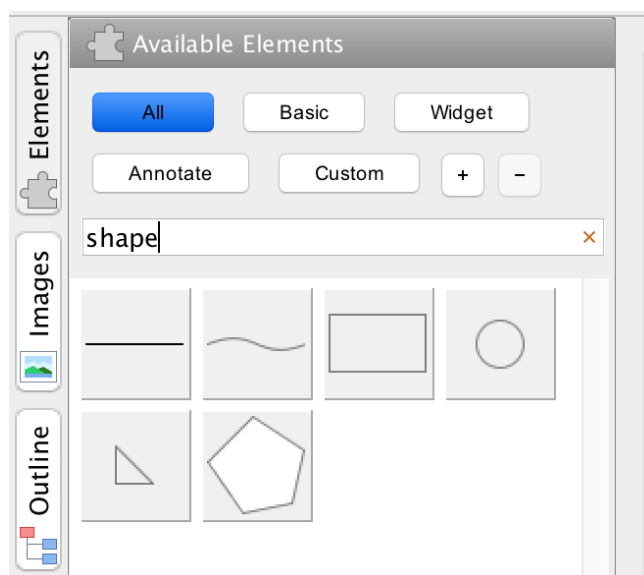 Available Elements
Elements
All
Basic
Widget
Annotate
Custom
+
-
shape
×
Images
Outline